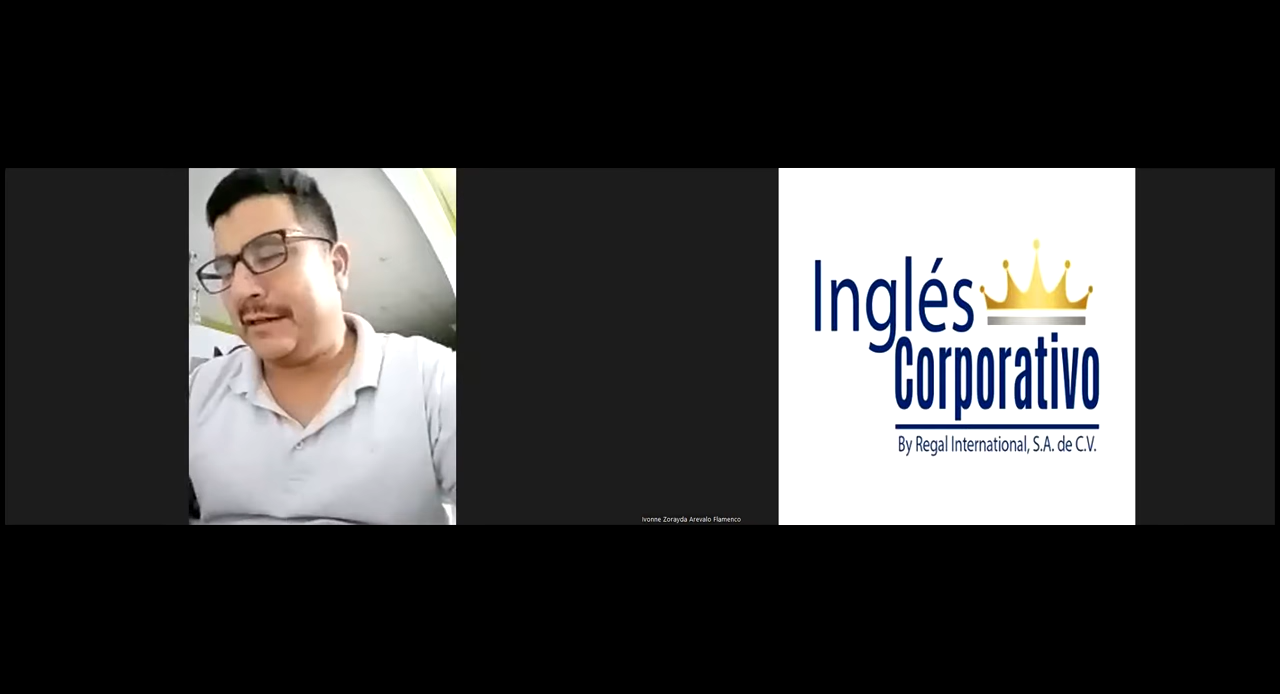 Inglés
Corporativo
By Regal International, S.A. de C.V.
Ivonne Zorayda Arevalo Flamenco